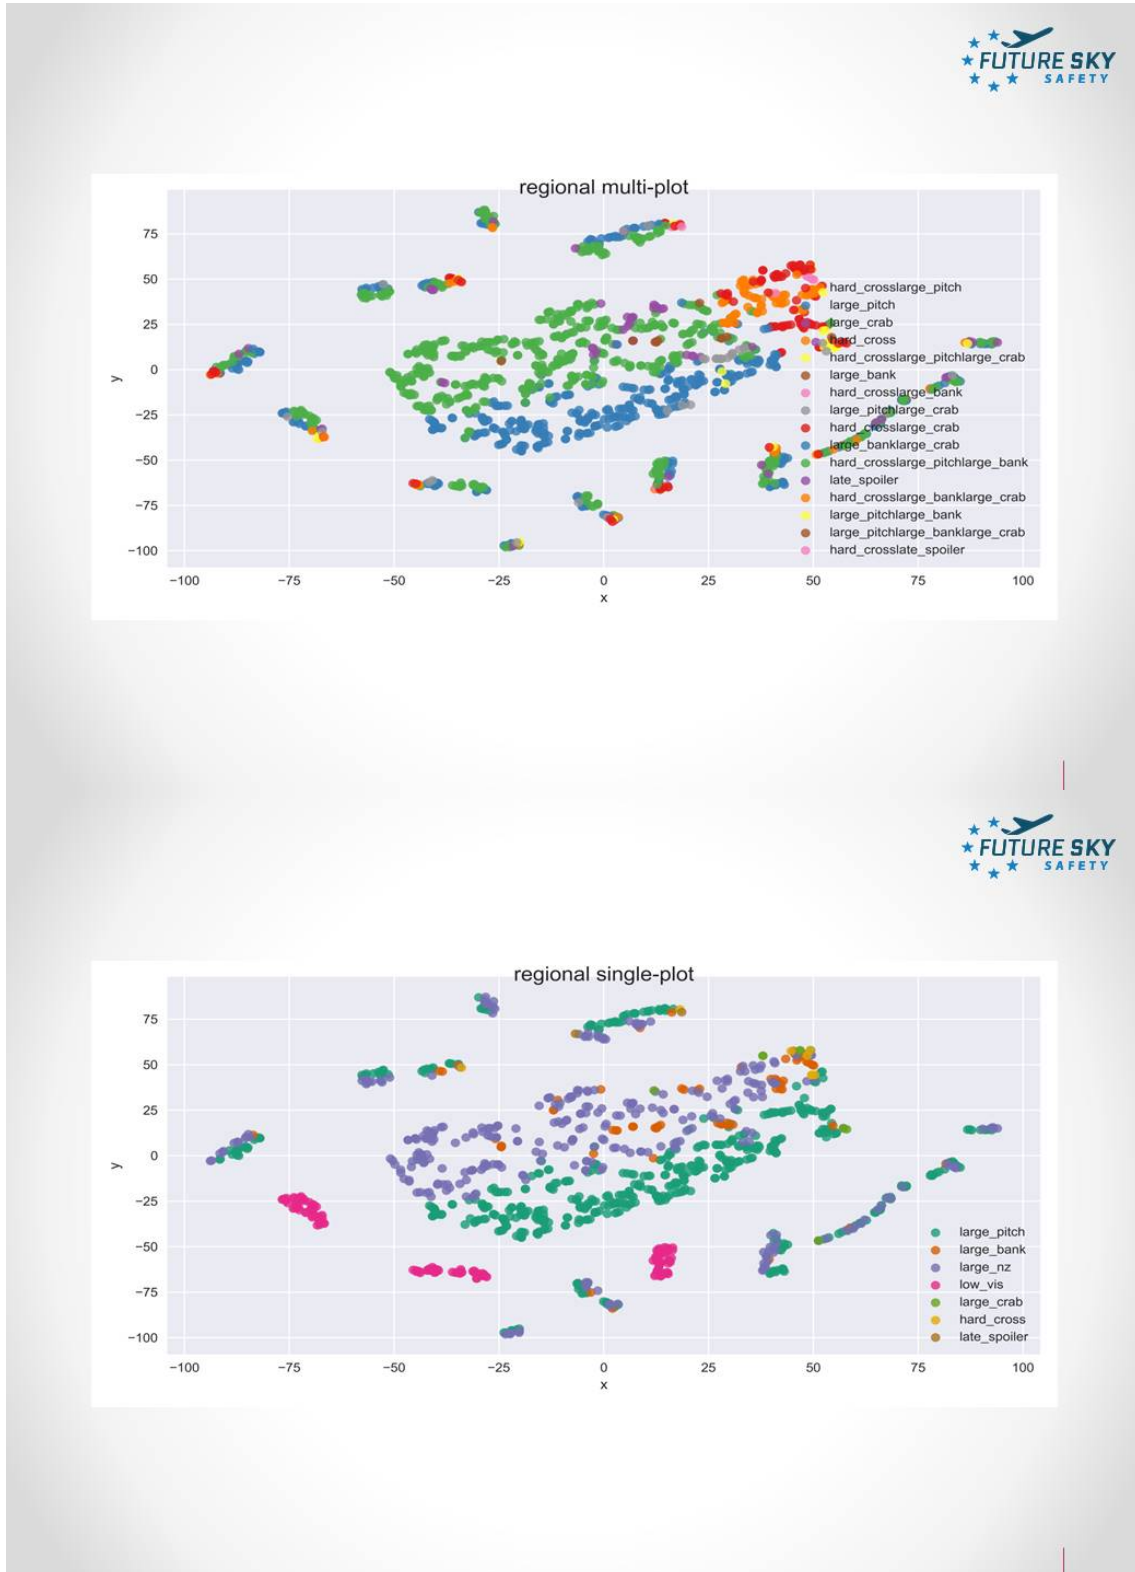 FUTURE SKY
SAFETY
regional multi-plot
75
50
25
0
−25
−50
−75
−100
y
hard_crosslarge_pitch
large_pitch
large_crab
hard_cross
hard_crosslarge_pitchlarge_crab
large_bank
hard_crosslarge_bank
large_pitchlarge_crab
hard_crosslarge_crab
large_banklarge_crab
hard_crosslarge_pitchlarge_bank
late_spoiler
hard_crosslarge_banklarge_crab
large_pitchlarge_bank
large_pitchlarge_banklarge_crab
hard_crosslate_spoiler
−100 −75 −50 −25 0 25 50 75 100
x
FUTURE SKY
SAFETY
regional single-plot
75
50
25
0
−25
−50
−75
−100
y
large_pitch
large_bank
large_nz
low_vis
large_crab
hard_cross
late_spoiler
−100 −75 −50 −25 0 25 50 75 100
x